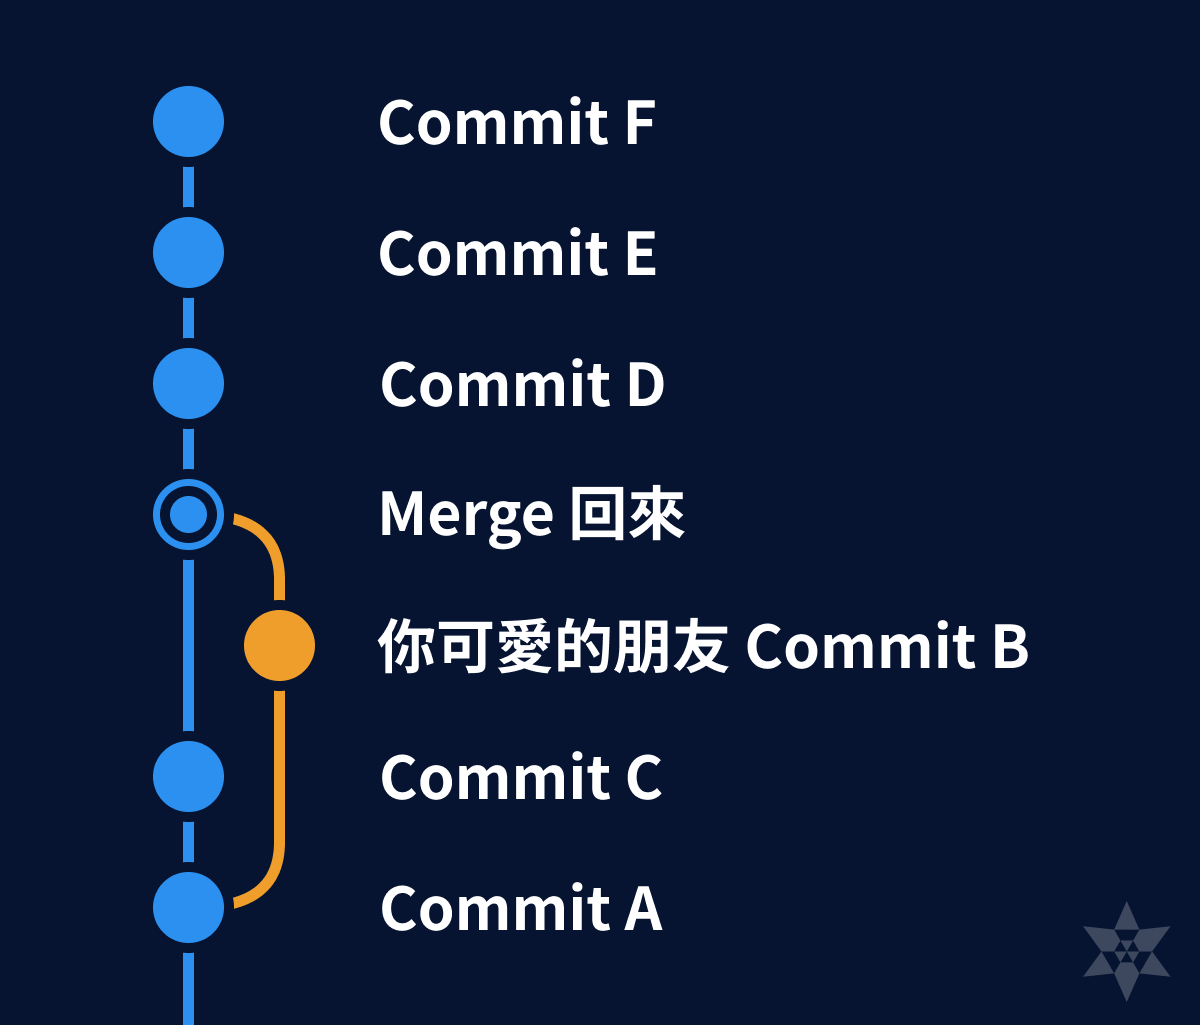 Commit F
Commit E
Commit D
Merge 回來
你可愛的朋友 Commit B
Commit C
Commit A